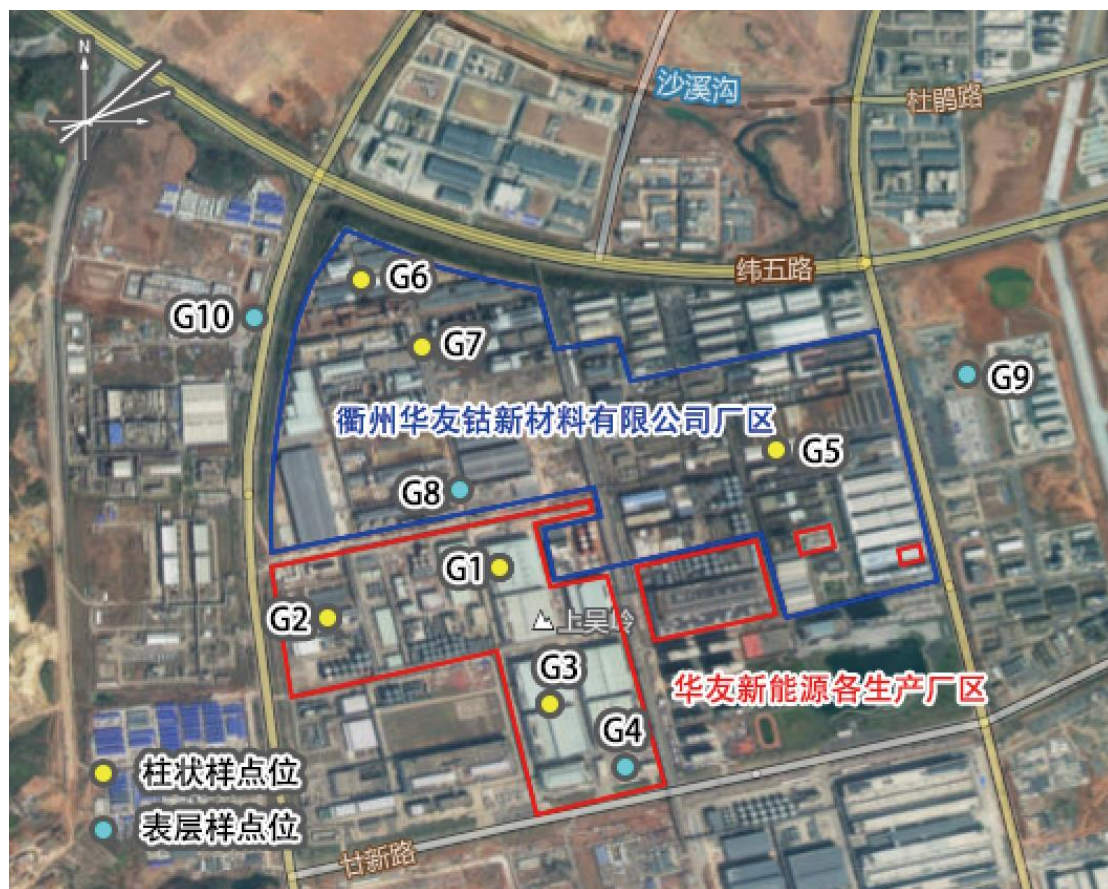 N
沙溪沟
杜鹃路
纬五路
G6
G10
G7
G9
衢州华友钴新材料有限公司厂区
G5
G8
G1
G2
上吴岭
G3
华友新能源各生产厂区
G4
柱状样点位
表层样点位
廿新路